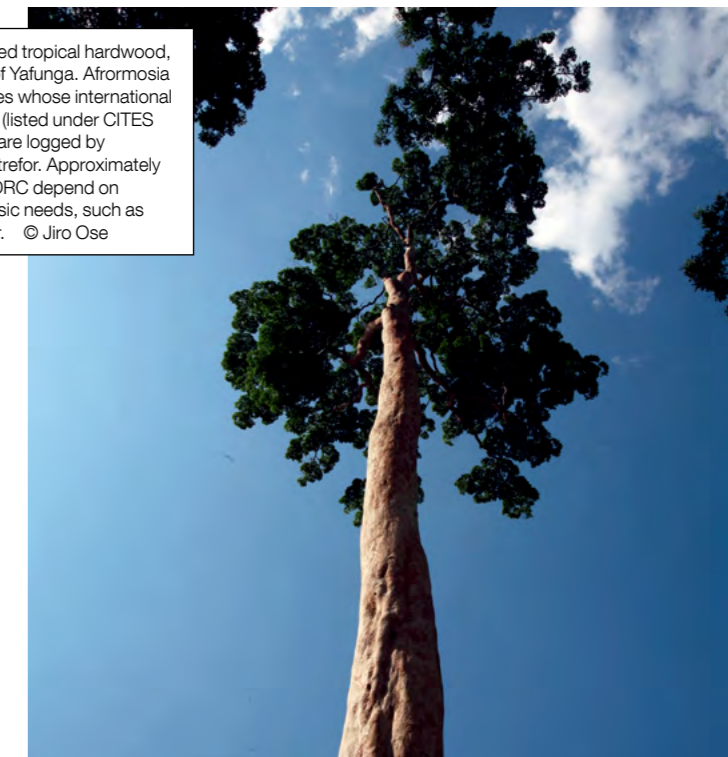 ed tropical hardwood,
of Yafunga. Afrormosia
es whose international
(listed under CITES
are logged by
trefor. Approximately
DRC depend on
sic needs, such as
r. © Jiro Ose